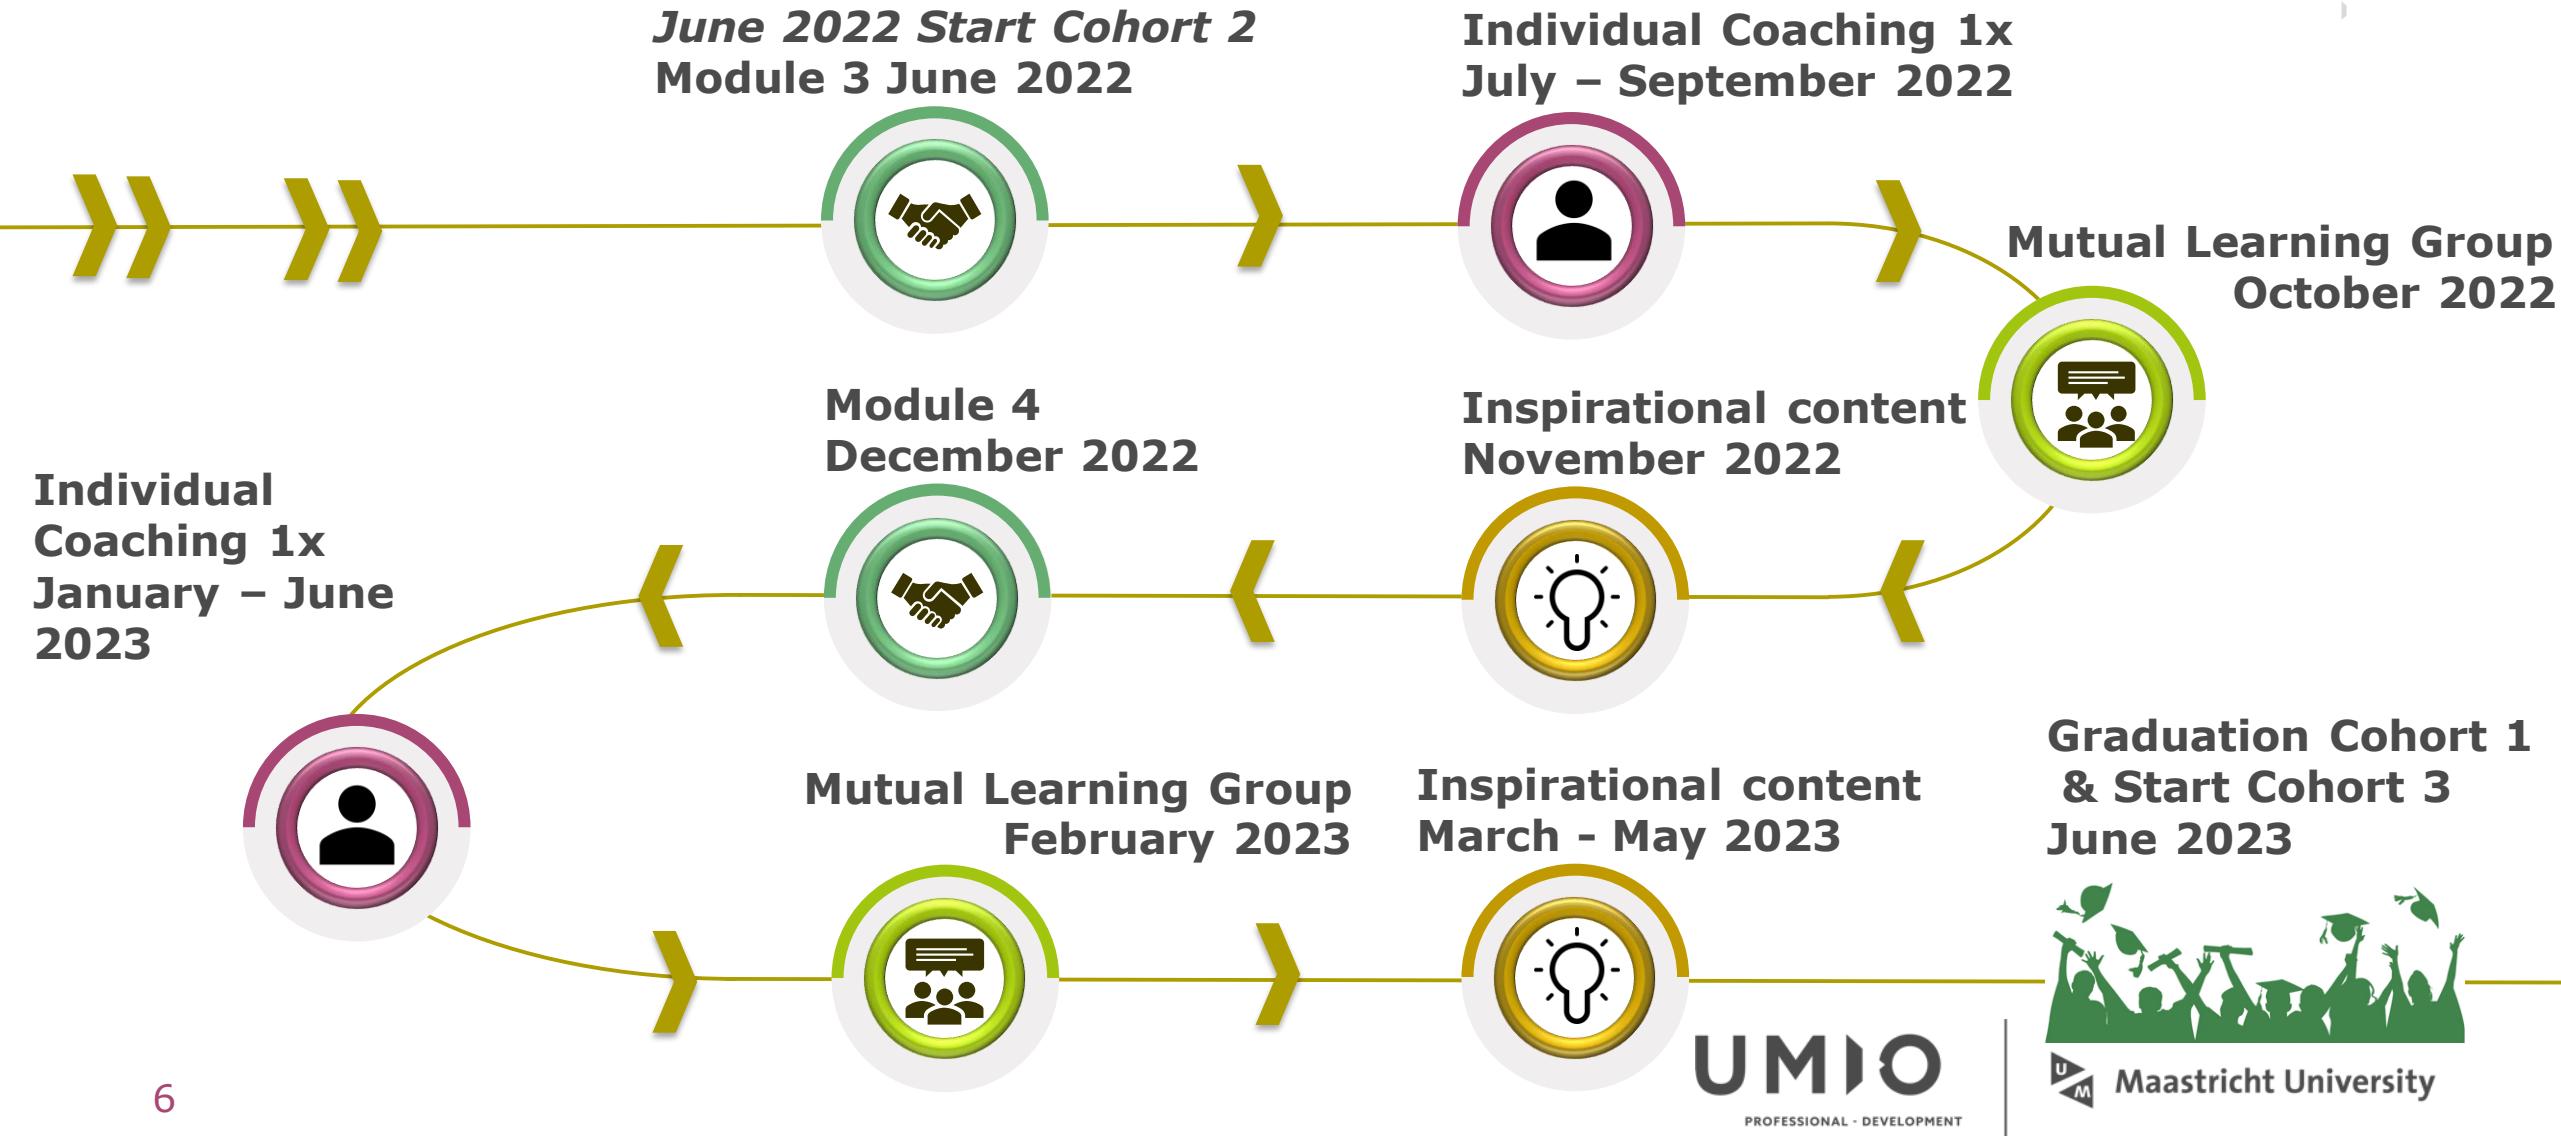 June 2022 Start Cohort 2
Module 3 June 2022
Individual Coaching 1x
July – September 2022
Mutual Learning Group
October 2022
Inspirational content
November 2022
Module 4
December 2022
Individual
Coaching 1x
January – June
2023
Mutual Learning Group
February 2023
Inspirational content
March - May 2023
Graduation Cohort 1
& Start Cohort 3
June 2023
UMIO
PROFESSIONAL - DEVELOPMENT
U
M
Maastricht University
6